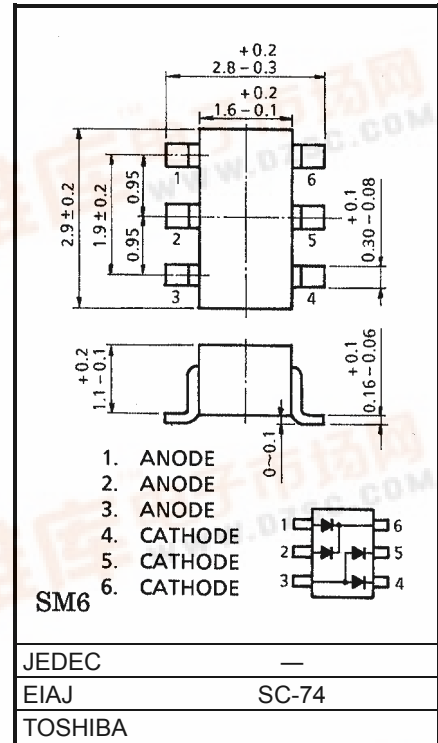 +0.2
2.8-0.3
+0.2
1.6-0.1
2.9±0.2
1.9±0.2
0.95
0.95
1
2
3
6
5
4
+0.1
0.30-0.08
+0.2
1.1-0.1
+0.1
0.16-0.06
0~0.1
1. ANODE
2. ANODE
3. ANODE
4. CATHODE
5. CATHODE
6. CATHODE
1
2
3
6
5
4
SM6
JEDEC —
EIAJ SC-74
TOSHIBA
WWW.DZSC.COM